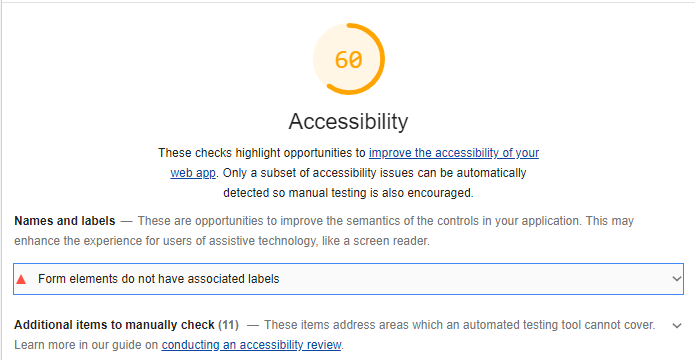 60
Accessibility
These checks highlight opportunities to improve the accessibility of your
web app. Only a subset of accessibility issues can be automatically
detected so manual testing is also encouraged.
Names and labels — These are opportunities to improve the semantics of the controls in your application. This may
enhance the experience for users of assistive technology, like a screen reader.
Form elements do not have associated labels
Additional items to manually check (11) — These items address areas which an automated testing tool cannot cover.
Learn more in our guide on conducting an accessibility review.